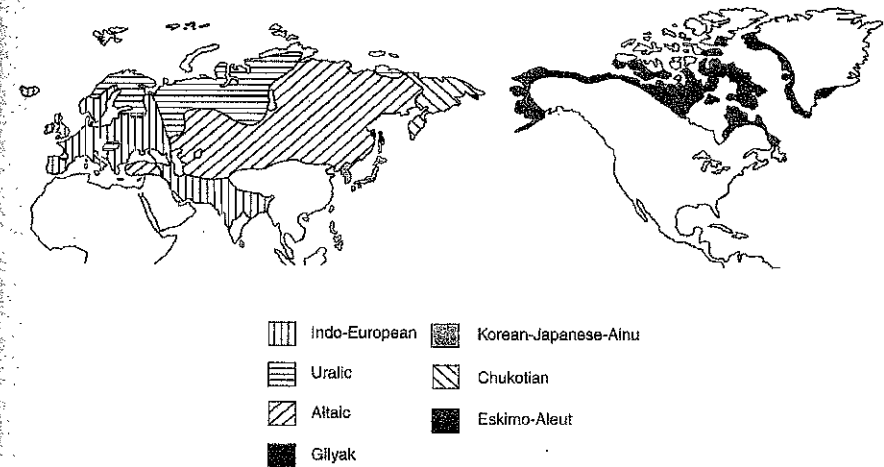 Indo-European
Uralic
Altaic
Gilyak
Korean-Japanese-Ainu
Chukotian
Eskimo-Aleut